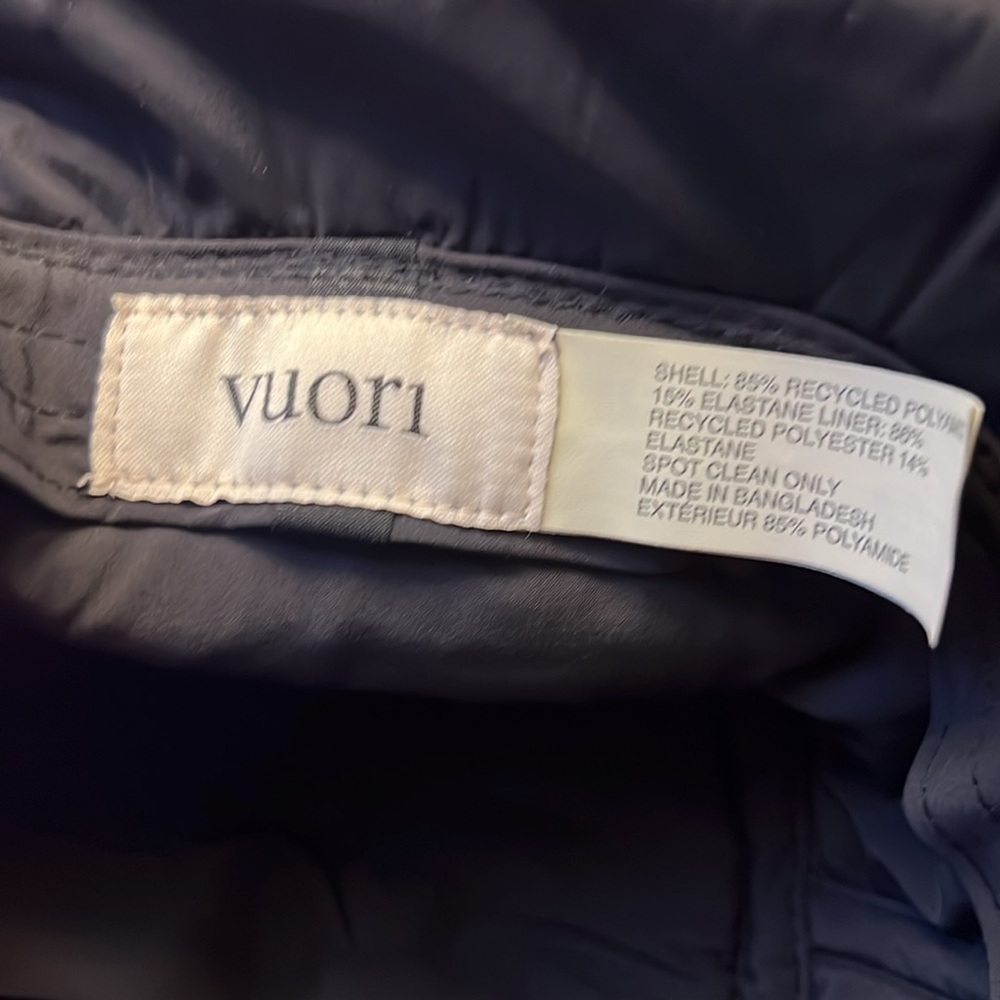 vuori
SHELL: 85% RECYCLED POLYAMID
15% ELASTANE LINER: 86%
RECYCLED POLYESTER 14%
ELASTANE
SPOT CLEAN ONLY
MADE IN BANGLADESH
EXTÉRIEUR 85% POLYAMIDE